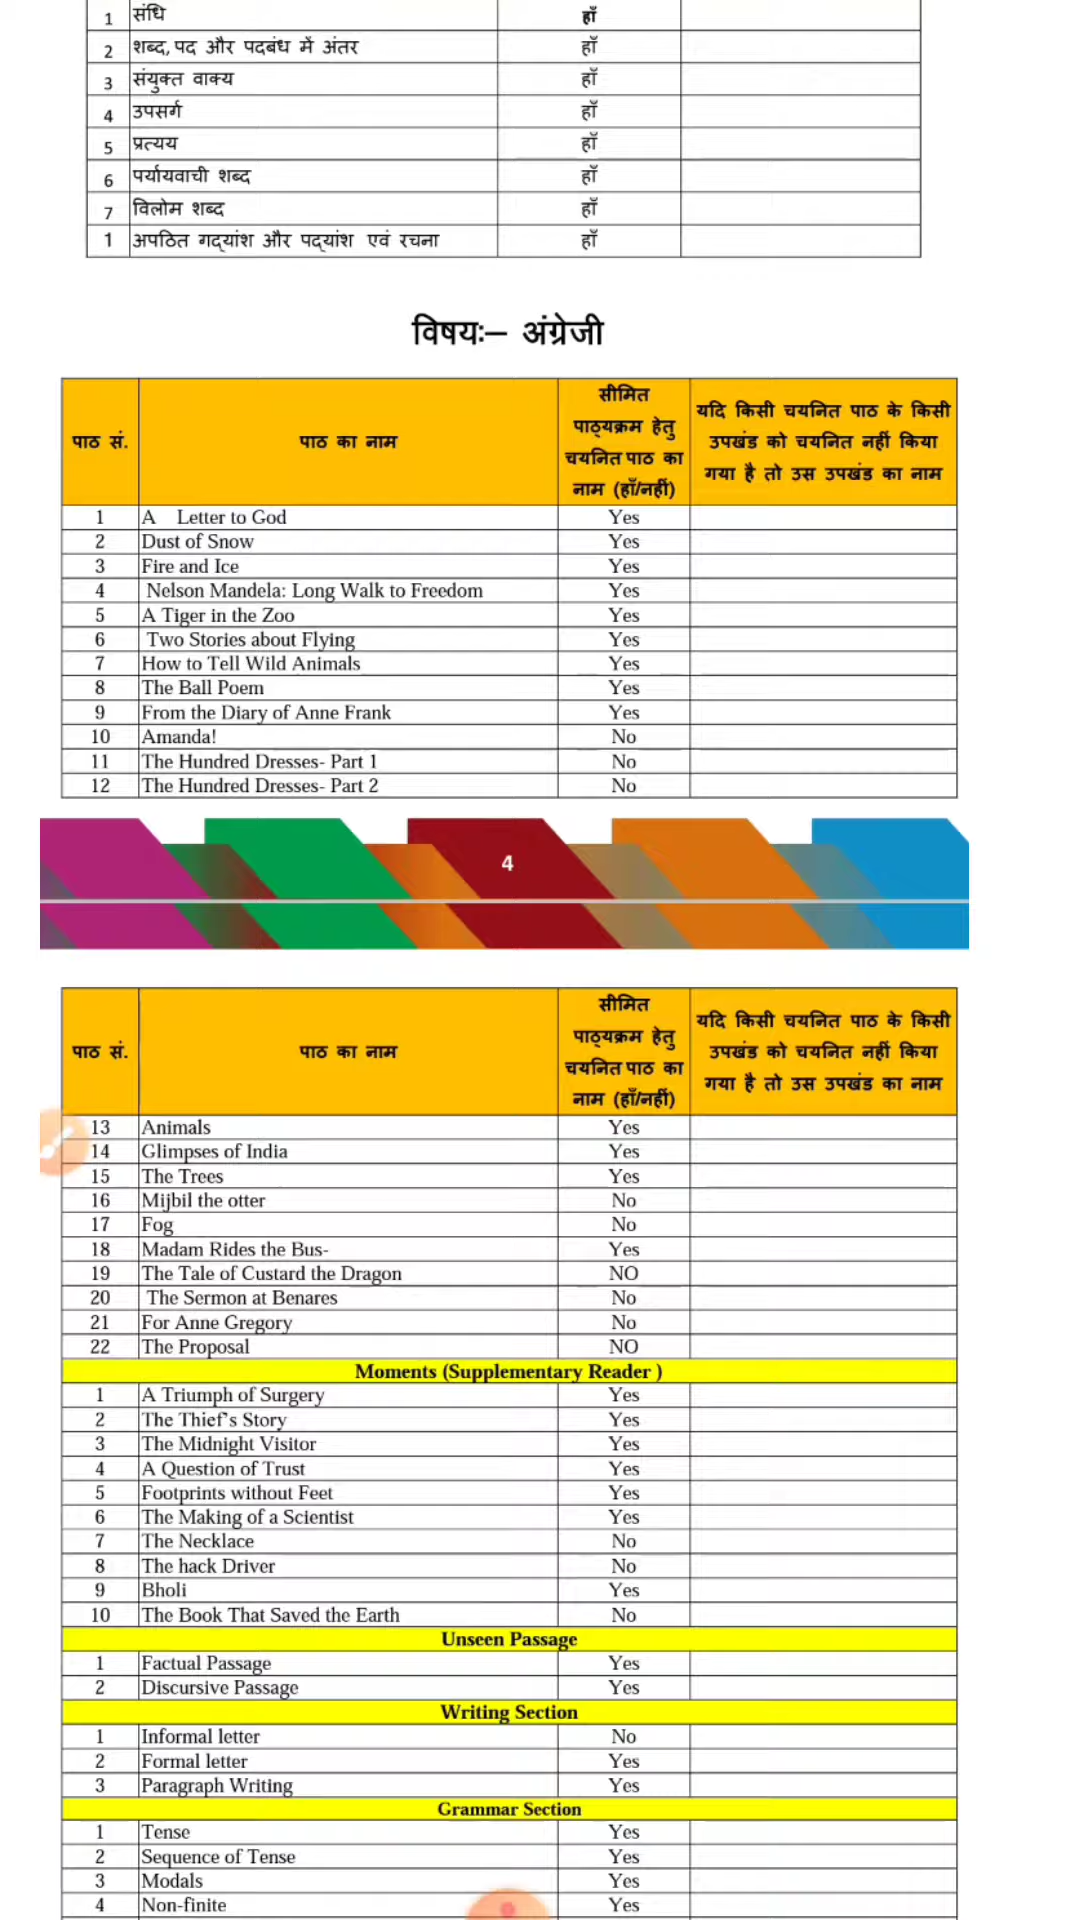 1 संधि हाँ
2 शब्द, पद और पदबंध में अंतर हाँ
3 संयुक्त वाक्य हाँ
4 उपसर्ग हाँ
5 प्रत्यय हाँ
6 पर्यायवाची शब्द हाँ
7 विलोम शब्द हाँ
1 अपठित गद्यांश और पद्यांश एवं रचना हाँ
विषयः– अंग्रेजी
पाठ सं. पाठ का नाम सीमित पाठ्यक्रम हेतु चयनित पाठ का नाम (हाँ/नहीं) यदि किसी चयनित पाठ के किसी उपखंड को चयनित नहीं किया गया है तो उस उपखंड का नाम
1 A Letter to God Yes
2 Dust of Snow Yes
3 Fire and Ice Yes
4 Nelson Mandela: Long Walk to Freedom Yes
5 A Tiger in the Zoo Yes
6 Two Stories about Flying Yes
7 How to Tell Wild Animals Yes
8 The Ball Poem Yes
9 From the Diary of Anne Frank Yes
10 Amanda! No
11 The Hundred Dresses- Part 1 No
12 The Hundred Dresses- Part 2 No
4
पाठ सं. पाठ का नाम सीमित पाठ्यक्रम हेतु चयनित पाठ का नाम (हाँ/नहीं) यदि किसी चयनित पाठ के किसी उपखंड को चयनित नहीं किया गया है तो उस उपखंड का नाम
13 Animals Yes
14 Glimpses of India Yes
15 The Trees Yes
16 Mijbil the otter No
17 Fog No
18 Madam Rides the Bus- Yes
19 The Tale of Custard the Dragon NO
20 The Sermon at Benares No
21 For Anne Gregory No
22 The Proposal NO
Moments (Supplementary Reader )
1 A Triumph of Surgery Yes
2 The Thief's Story Yes
3 The Midnight Visitor Yes
4 A Question of Trust Yes
5 Footprints without Feet Yes
6 The Making of a Scientist Yes
7 The Necklace No
8 The hack Driver No
9 Bholi Yes
10 The Book That Saved the Earth No
Unseen Passage
1 Factual Passage Yes
2 Discursive Passage Yes
Writing Section
1 Informal letter No
2 Formal letter Yes
3 Paragraph Writing Yes
Grammar Section
1 Tense Yes
2 Sequence of Tense Yes
3 Modals Yes
4 Non-finite Yes